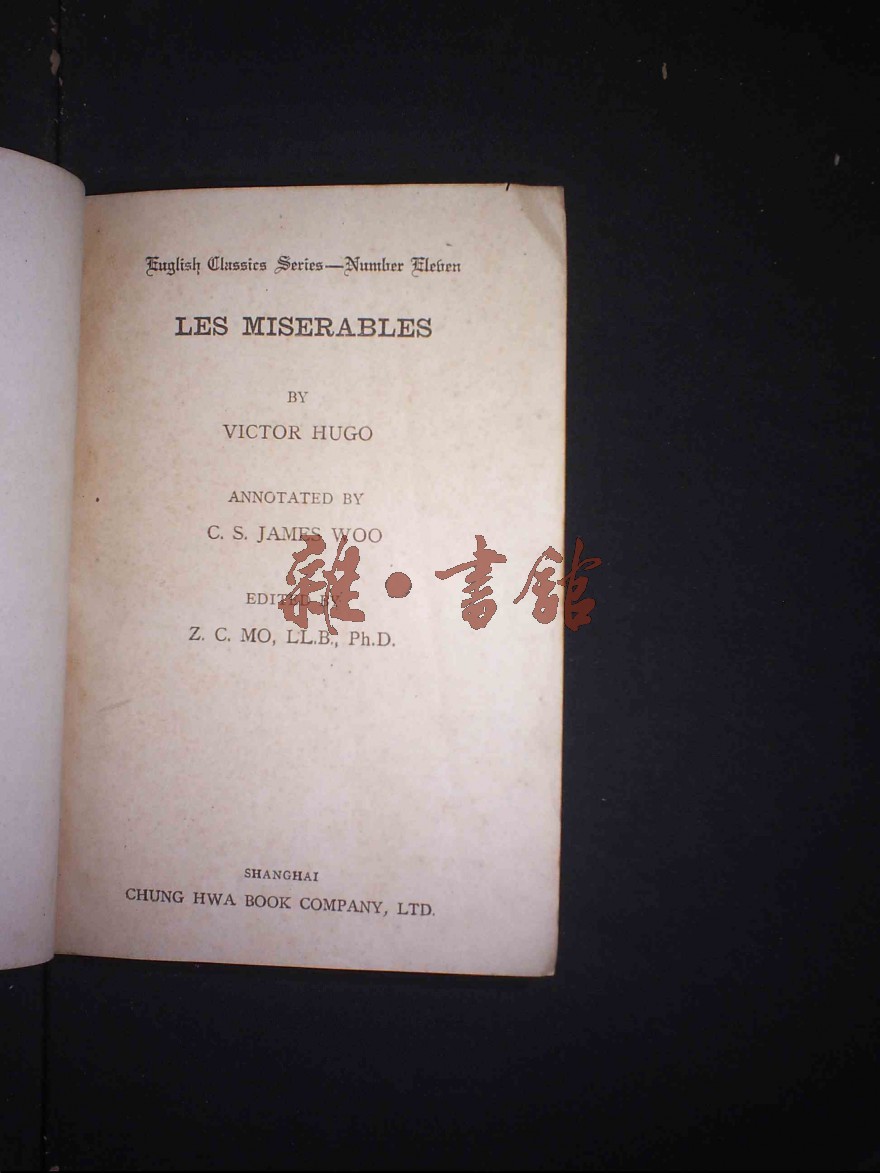 English Classics Series—Number Eleven
LES MISERABLES
BY
VICTOR HUGO
ANNOTATED BY
C. S. JAMES WOO
EDITED BY
Z. C. MO, LL.B., Ph.D.
雜·書館
SHANGHAI
CHUNG HWA BOOK COMPANY, LTD.